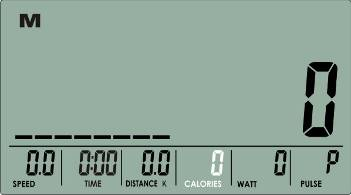 M
0
0.0 0:00 0.0 0 0 P
SPEED TIME DISTANCE K CALORIES WATT PULSE